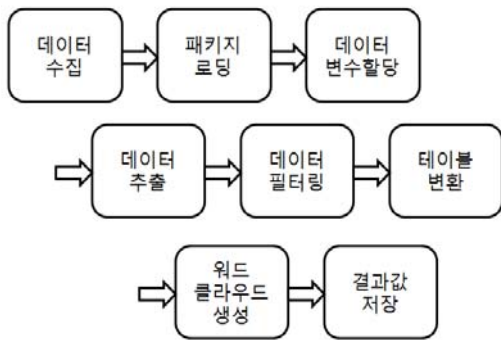 데이터
수집
패키지
로딩
데이터
변수할당
데이터
추출
데이터
필터링
테이블
변환
워드
클라우드
생성
결과값
저장